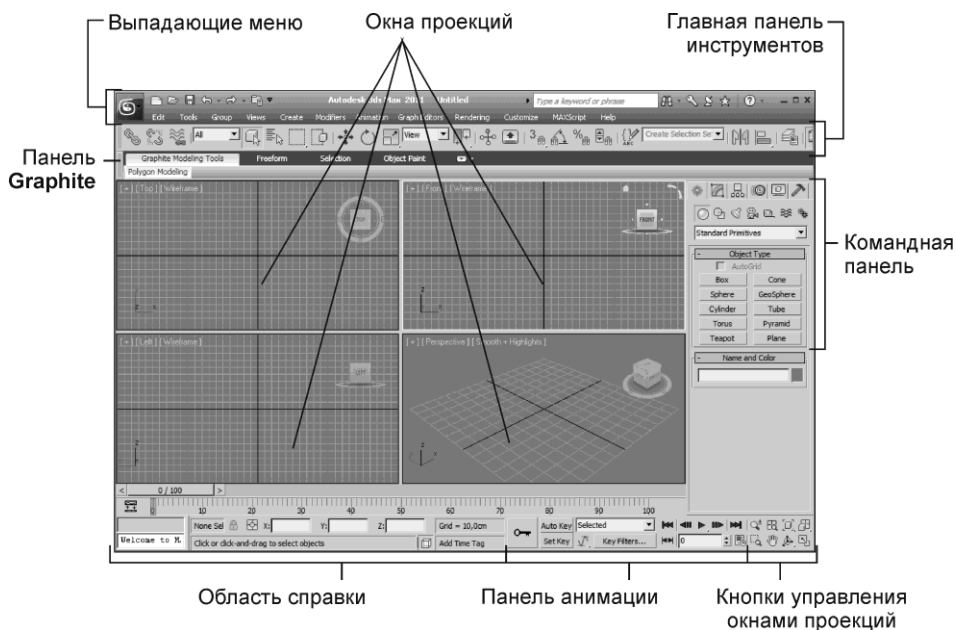 Выпадающие меню
Окна проекций
Главная панель
инструментов
Autodesk 3ds Max 2011 Untitled
Type a keyword or phrase
Edit Tools Group Views Create Modifiers Animation Graph Editors Rendering Customize MAXScript Help
All View Create Selection Se
Панель
Graphite
Graphite Modeling Tools Freeform Selection Object Paint
Polygon Modeling
[ + ] [ Top ] [ Wireframe ]
TOP
[ + ] [ Front ] [ Wireframe ]
FRONT
Standard Primitives
Командная
панель
Object Type
AutoGrid
Box Cone
Sphere GeoSphere
Cylinder Tube
Torus Pyramid
Teapot Plane
Name and Color
[ + ] [ Left ] [ Wireframe ]
LEFT
[ + ] [ Perspective ] [ Smooth + Highlights ]
0 / 100
0 10 20 30 40 50 60 70 80 90 100
None Sel X: Y: Z: Grid = 10,0cm Auto Key Selected
Welcome to M. Click or click-and-drag to select objects Add Time Tag Set Key Key Filters... 0
Область справки
Панель анимации
Кнопки управления
окнами проекций